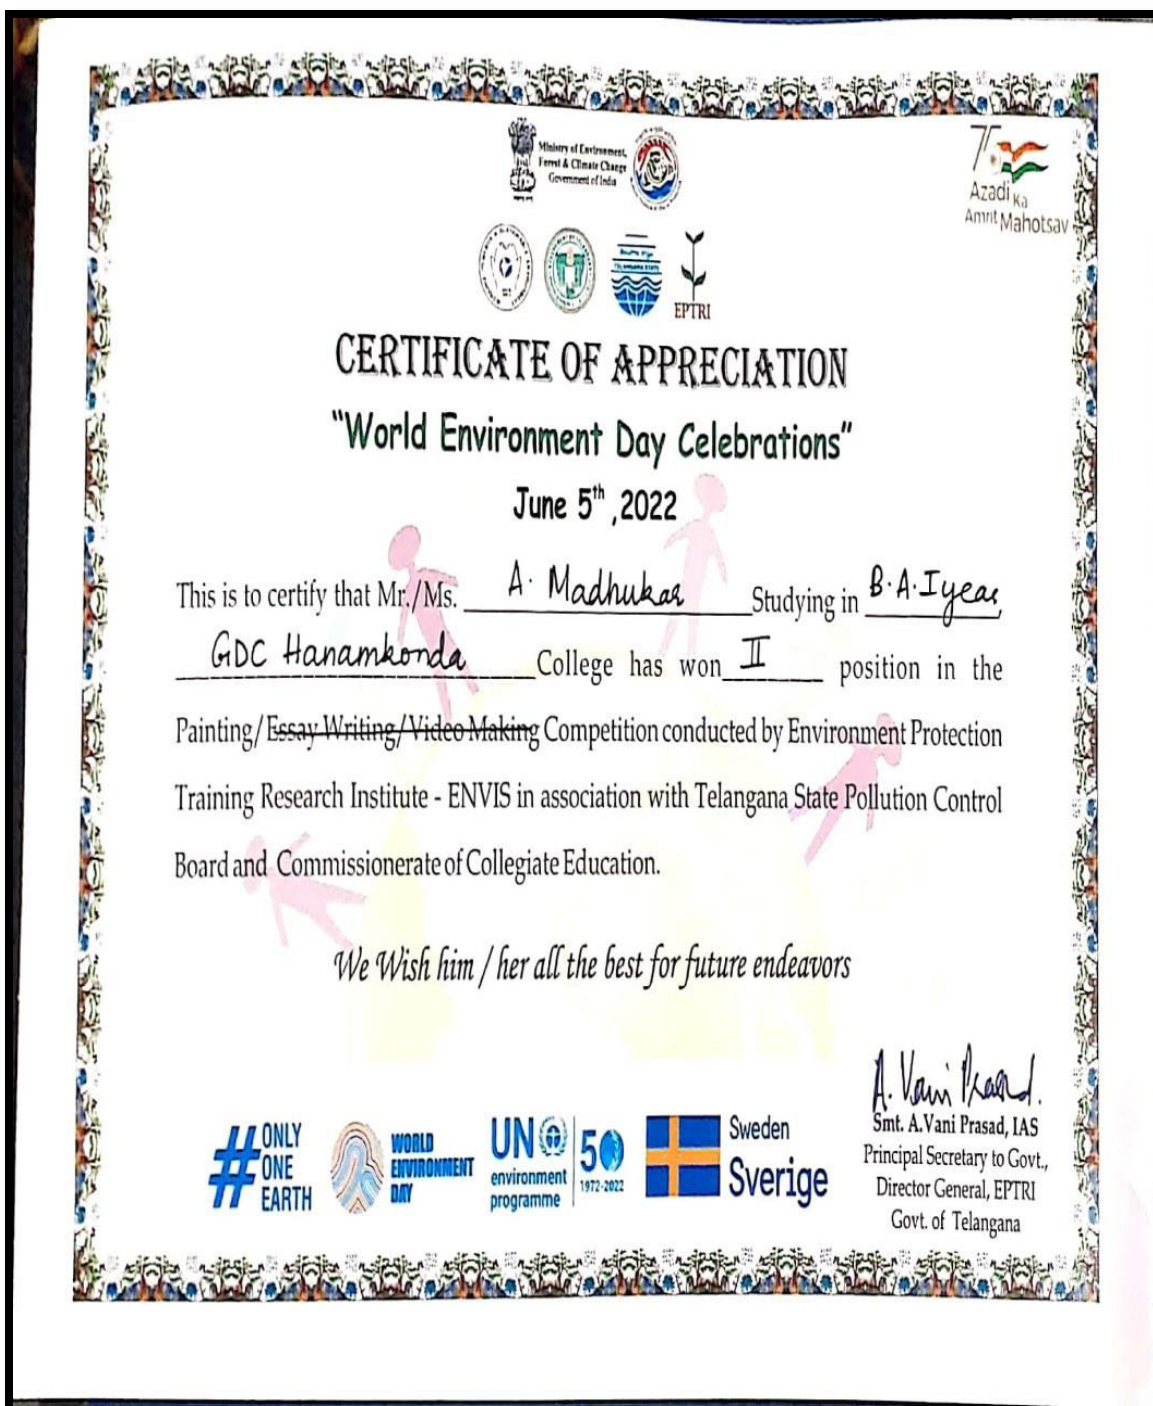 Ministry of Environment,
Forest & Climate Change
Government of India
75
Azadi Ka
Amrit Mahotsav
EPTRI
CERTIFICATE OF APPRECIATION
"World Environment Day Celebrations"
June 5th ,2022
This is to certify that Mr./Ms. A. Madhukar Studying in B.A. I year
GDC Hanamkonda College has won II position in the
Painting/Essay Writing/Video Making Competition conducted by Environment Protection
Training Research Institute - ENVIS in association with Telangana State Pollution Control
Board and Commissionerate of Collegiate Education.
We Wish him / her all the best for future endeavors
A. Vani Prasad.
Smt. A.Vani Prasad, IAS
Principal Secretary to Govt.,
Director General, EPTRI
Govt. of Telangana
#ONLY
ONE
EARTH
WORLD
ENVIRONMENT
DAY
UN
environment
programme
50
1972-2022
Sweden
Sverige